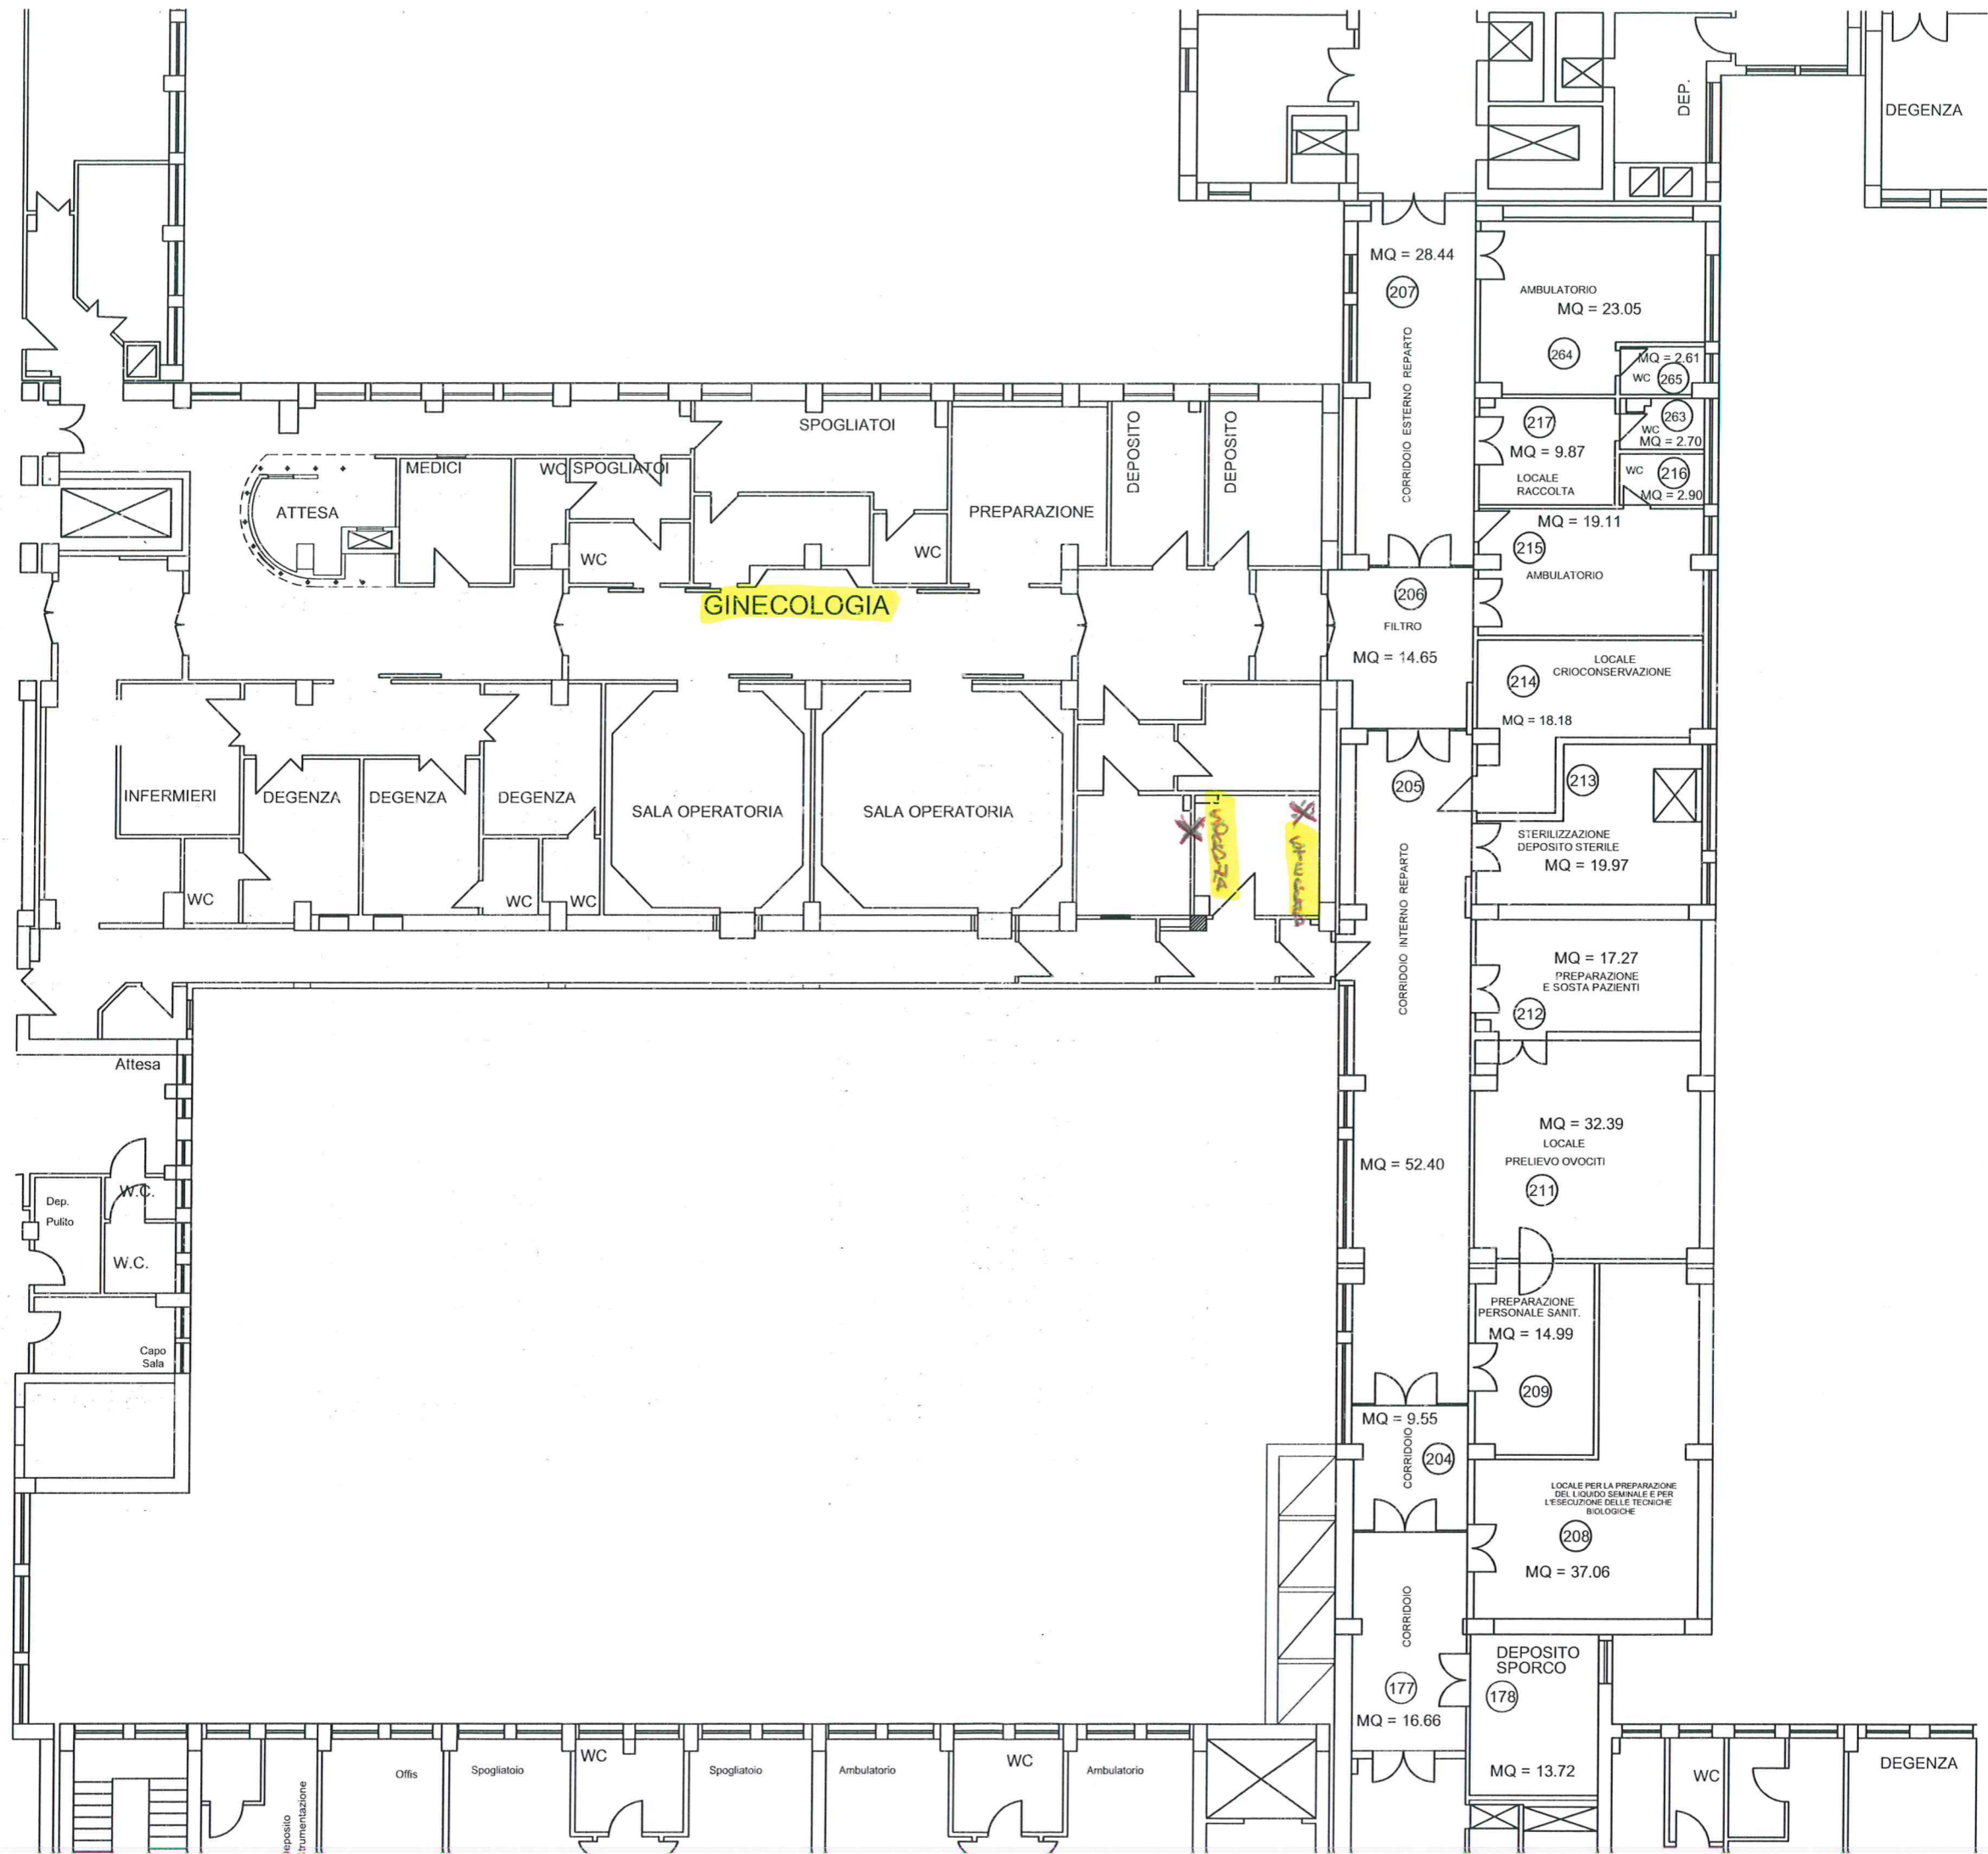 DEP.
DEGENZA
MQ = 28.44
207
CORRIDOIO ESTERNO REPARTO
AMBULATORIO
MQ = 23.05
264
MQ = 2.61
WC
265
217
MQ = 9.87
LOCALE
RACCOLTA
263
WC
MQ = 2.70
WC
216
MQ = 2.90
MQ = 19.11
215
AMBULATORIO
SPOGLIATOI
MEDICI
WC
SPOGLIATOI
ATTESA
WC
WC
PREPARAZIONE
DEPOSITO
DEPOSITO
GINECOLOGIA
206
FILTRO
MQ = 14.65
LOCALE
CRIOCONSERVAZIONE
214
MQ = 18.18
205
213
STERILIZZAZIONE
DEPOSITO STERILE
MQ = 19.97
INFERMIERI
DEGENZA
DEGENZA
DEGENZA
SALA OPERATORIA
SALA OPERATORIA
WC
WC
WC
CORRIDOIO INTERNO REPARTO
MQ = 17.27
PREPARAZIONE
E SOSTA PAZIENTI
212
Attesa
W.C.
Dep.
Pulito
W.C.
Capo
Sala
MQ = 52.40
MQ = 32.39
LOCALE
PRELIEVO OVOCITI
211
PREPARAZIONE
PERSONALE SANIT.
MQ = 14.99
209
MQ = 9.55
CORRIDOIO
204
LOCALE PER LA PREPARAZIONE
DEL LIQUIDO SEMINALE E PER
L'ESECUZIONE DELLE TECNICHE
BIOLOGICHE
208
MQ = 37.06
CORRIDOIO
177
MQ = 16.66
DEPOSITO
SPORCO
178
MQ = 13.72
Offis
Spogliatoio
WC
Spogliatoio
Ambulatorio
WC
Ambulatorio
WC
DEGENZA